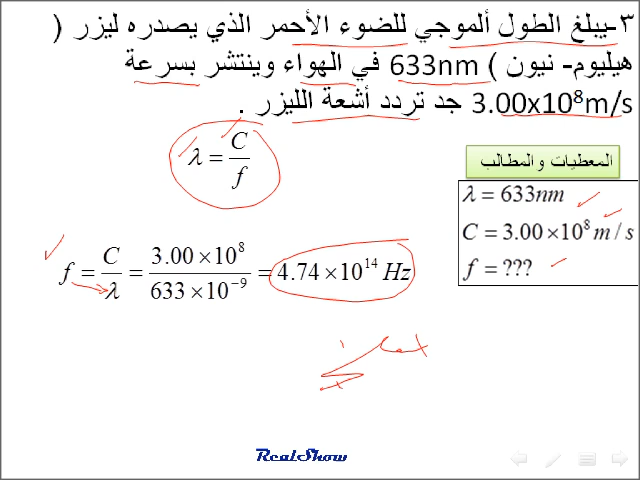 ٣-يبلغ الطول ألموجي للضوء الأحمر الذي يصدره ليزر (
هيليوم- نيون ) 633nm في الهواء وينتشر بسرعة
3.00x10⁸m/s جد تردد أشعة الليزر .
λ = C/f
المعطيات والمطالب
λ = 633nm
C = 3.00 × 10⁸ m / s
f = ???
f = C/λ = 3.00 × 10⁸ / 633 × 10⁻⁹ = 4.74 × 10¹⁴ Hz
RealShow